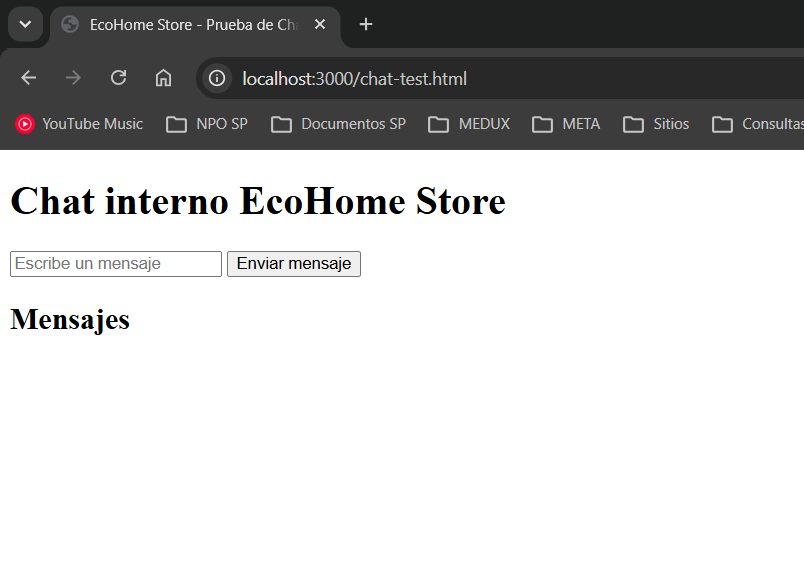 EcoHome Store - Prueba de Ch
localhost:3000/chat-test.html
YouTube Music NPO SP Documentos SP MEDUX META Sitios Consultas
Chat interno EcoHome Store
Escribe un mensaje Enviar mensaje
Mensajes